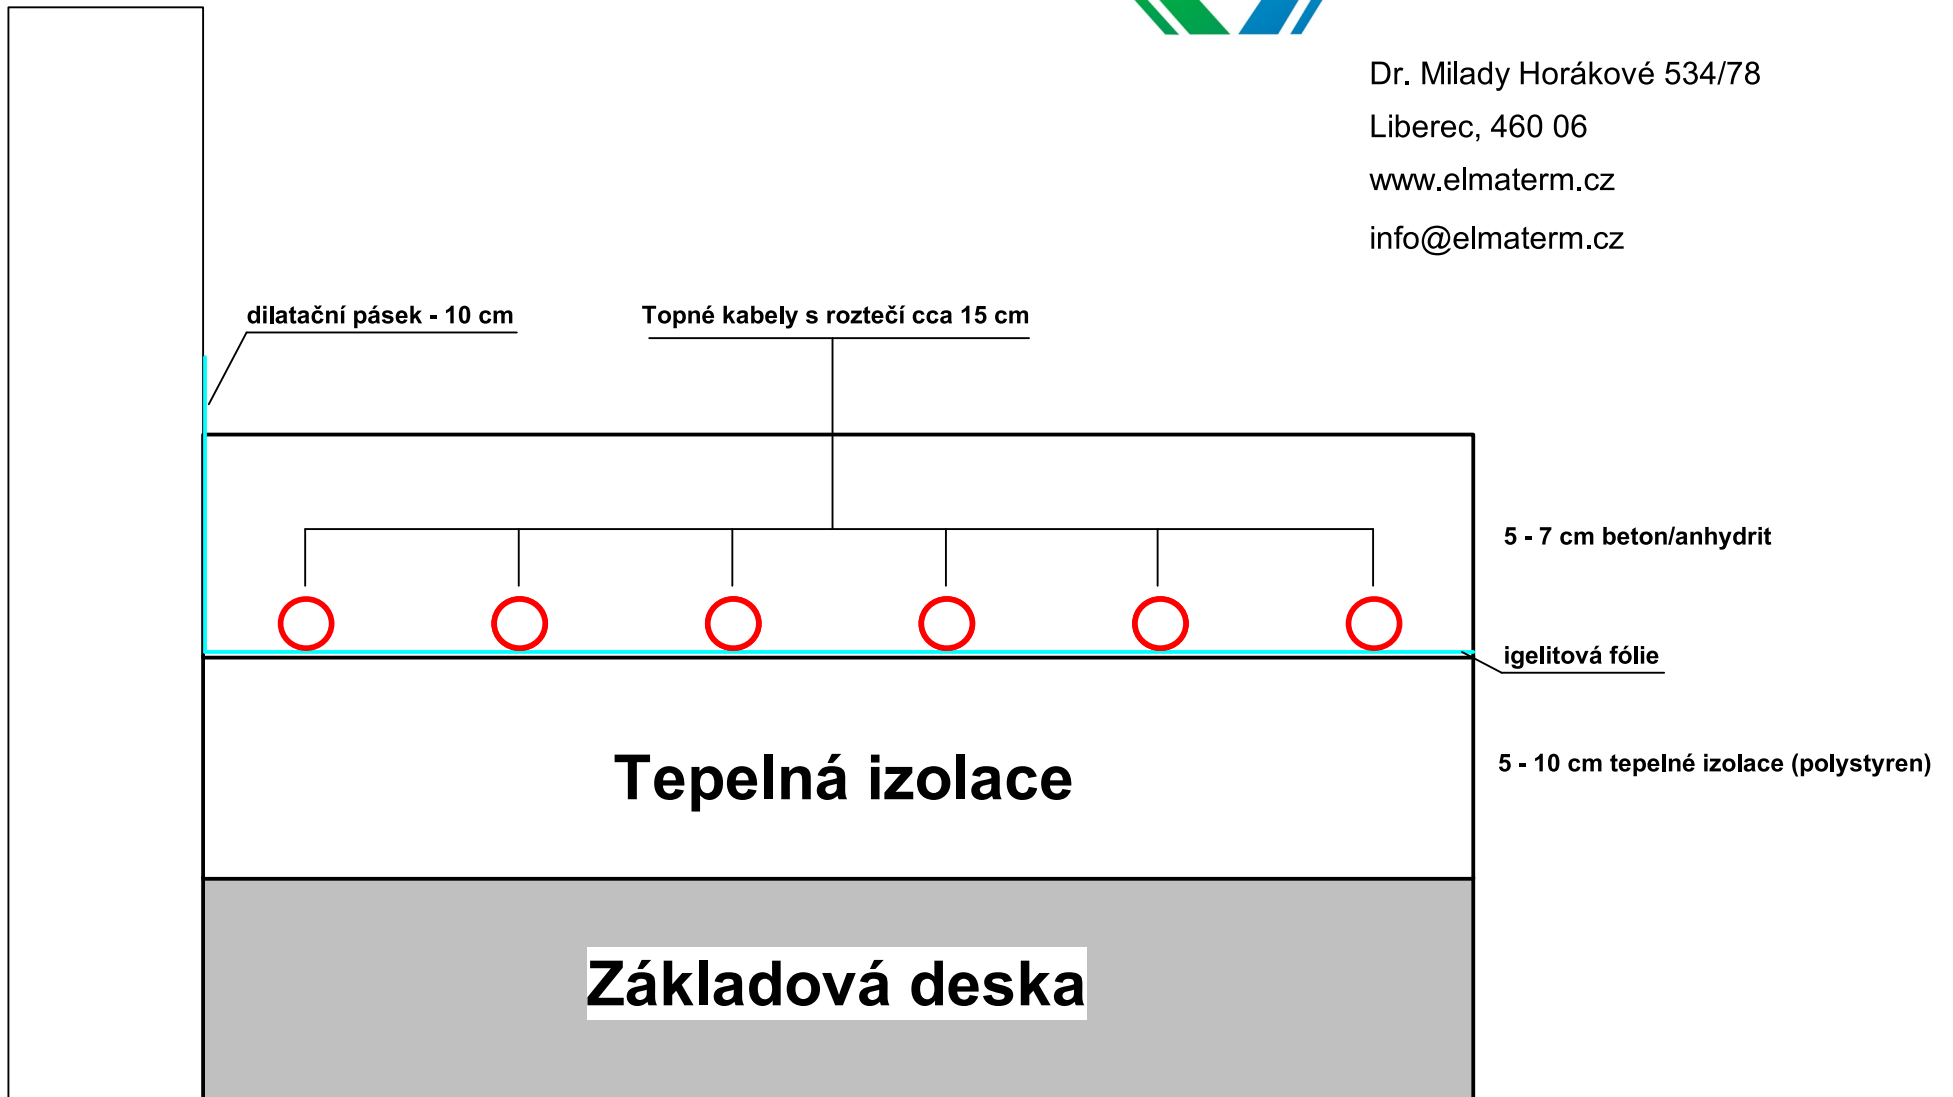 Dr. Milady Horákové 534/78
Liberec, 460 06
www.elmaterm.cz
info@elmaterm.cz
dilatační pásek - 10 cm
Topné kabely s roztečí cca 15 cm
5 - 7 cm beton/anhydrit
igelitová fólie
Tepelná izolace
5 - 10 cm tepelné izolace (polystyren)
Základová deska